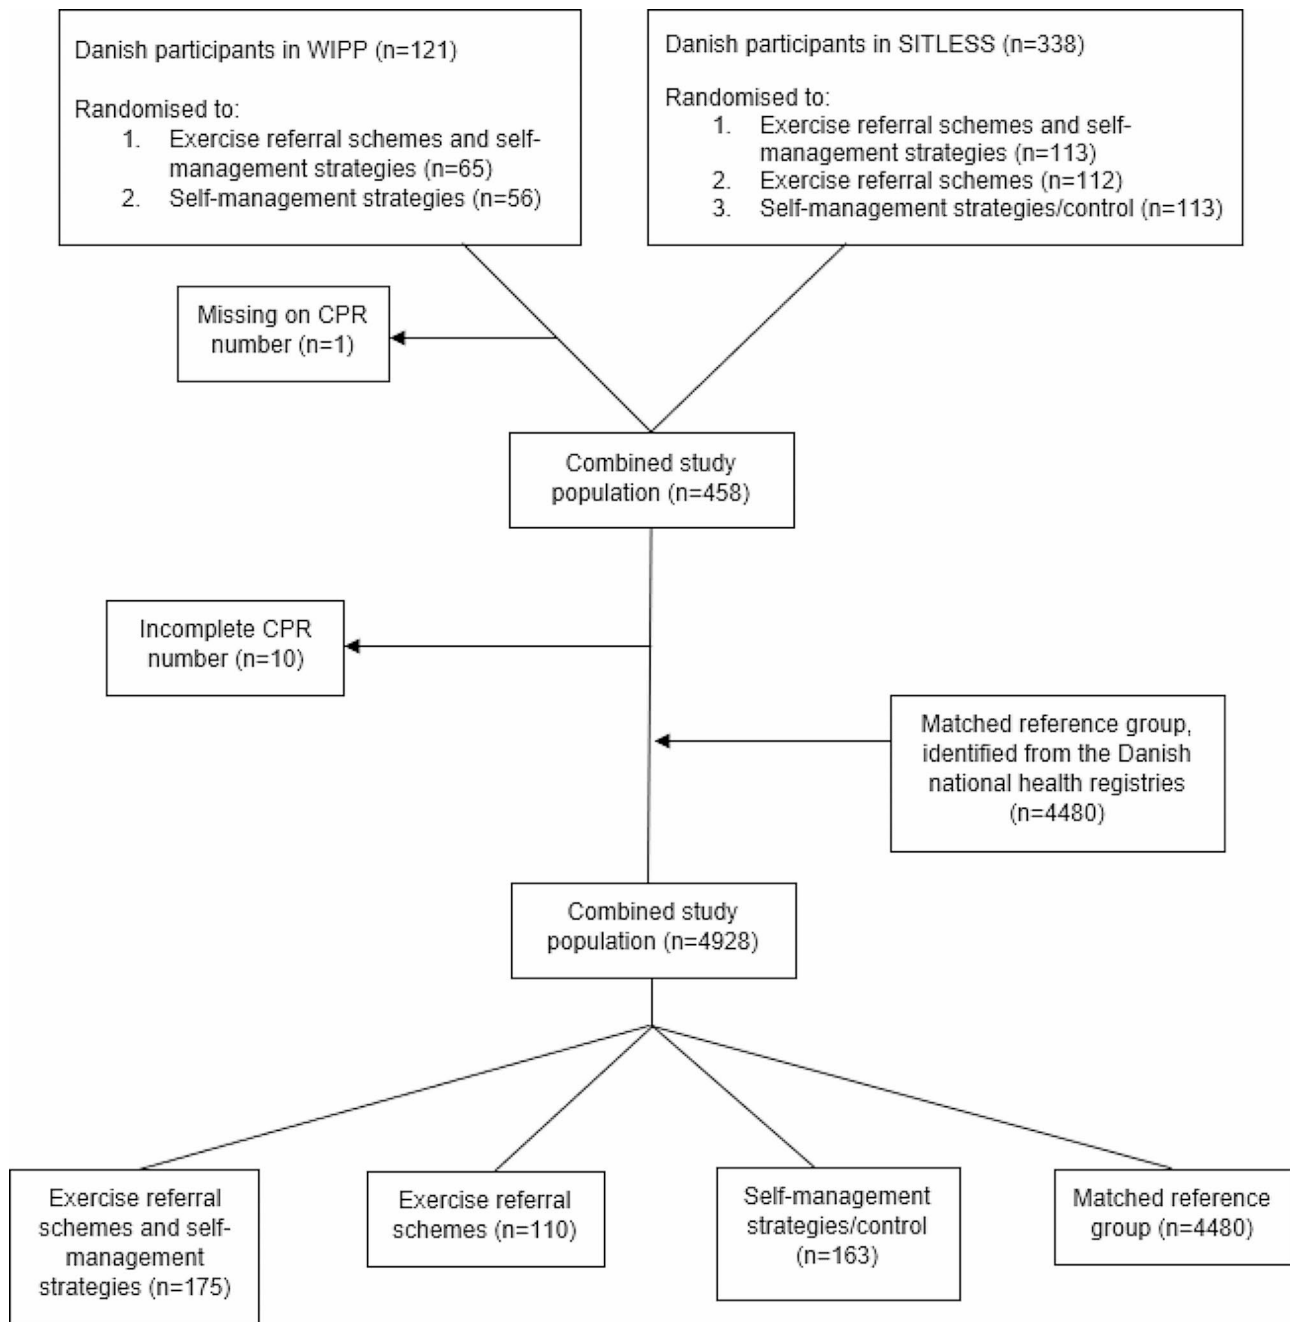 Danish participants in WIPP (n=121)
Randomised to:
1. Exercise referral schemes and self-
management strategies (n=65)
2. Self-management strategies (n=56)
Danish participants in SITLESS (n=338)
Randomised to:
1. Exercise referral schemes and self-
management strategies (n=113)
2. Exercise referral schemes (n=112)
3. Self-management strategies/control (n=113)
Missing on CPR
number (n=1)
Combined study
population (n=458)
Incomplete CPR
number (n=10)
Matched reference group,
identified from the Danish
national health registries
(n=4480)
Combined study
population (n=4928)
Exercise referral
schemes and self-
management
strategies (n=175)
Exercise referral
schemes (n=110)
Self-management
strategies/control
(n=163)
Matched reference
group (n=4480)